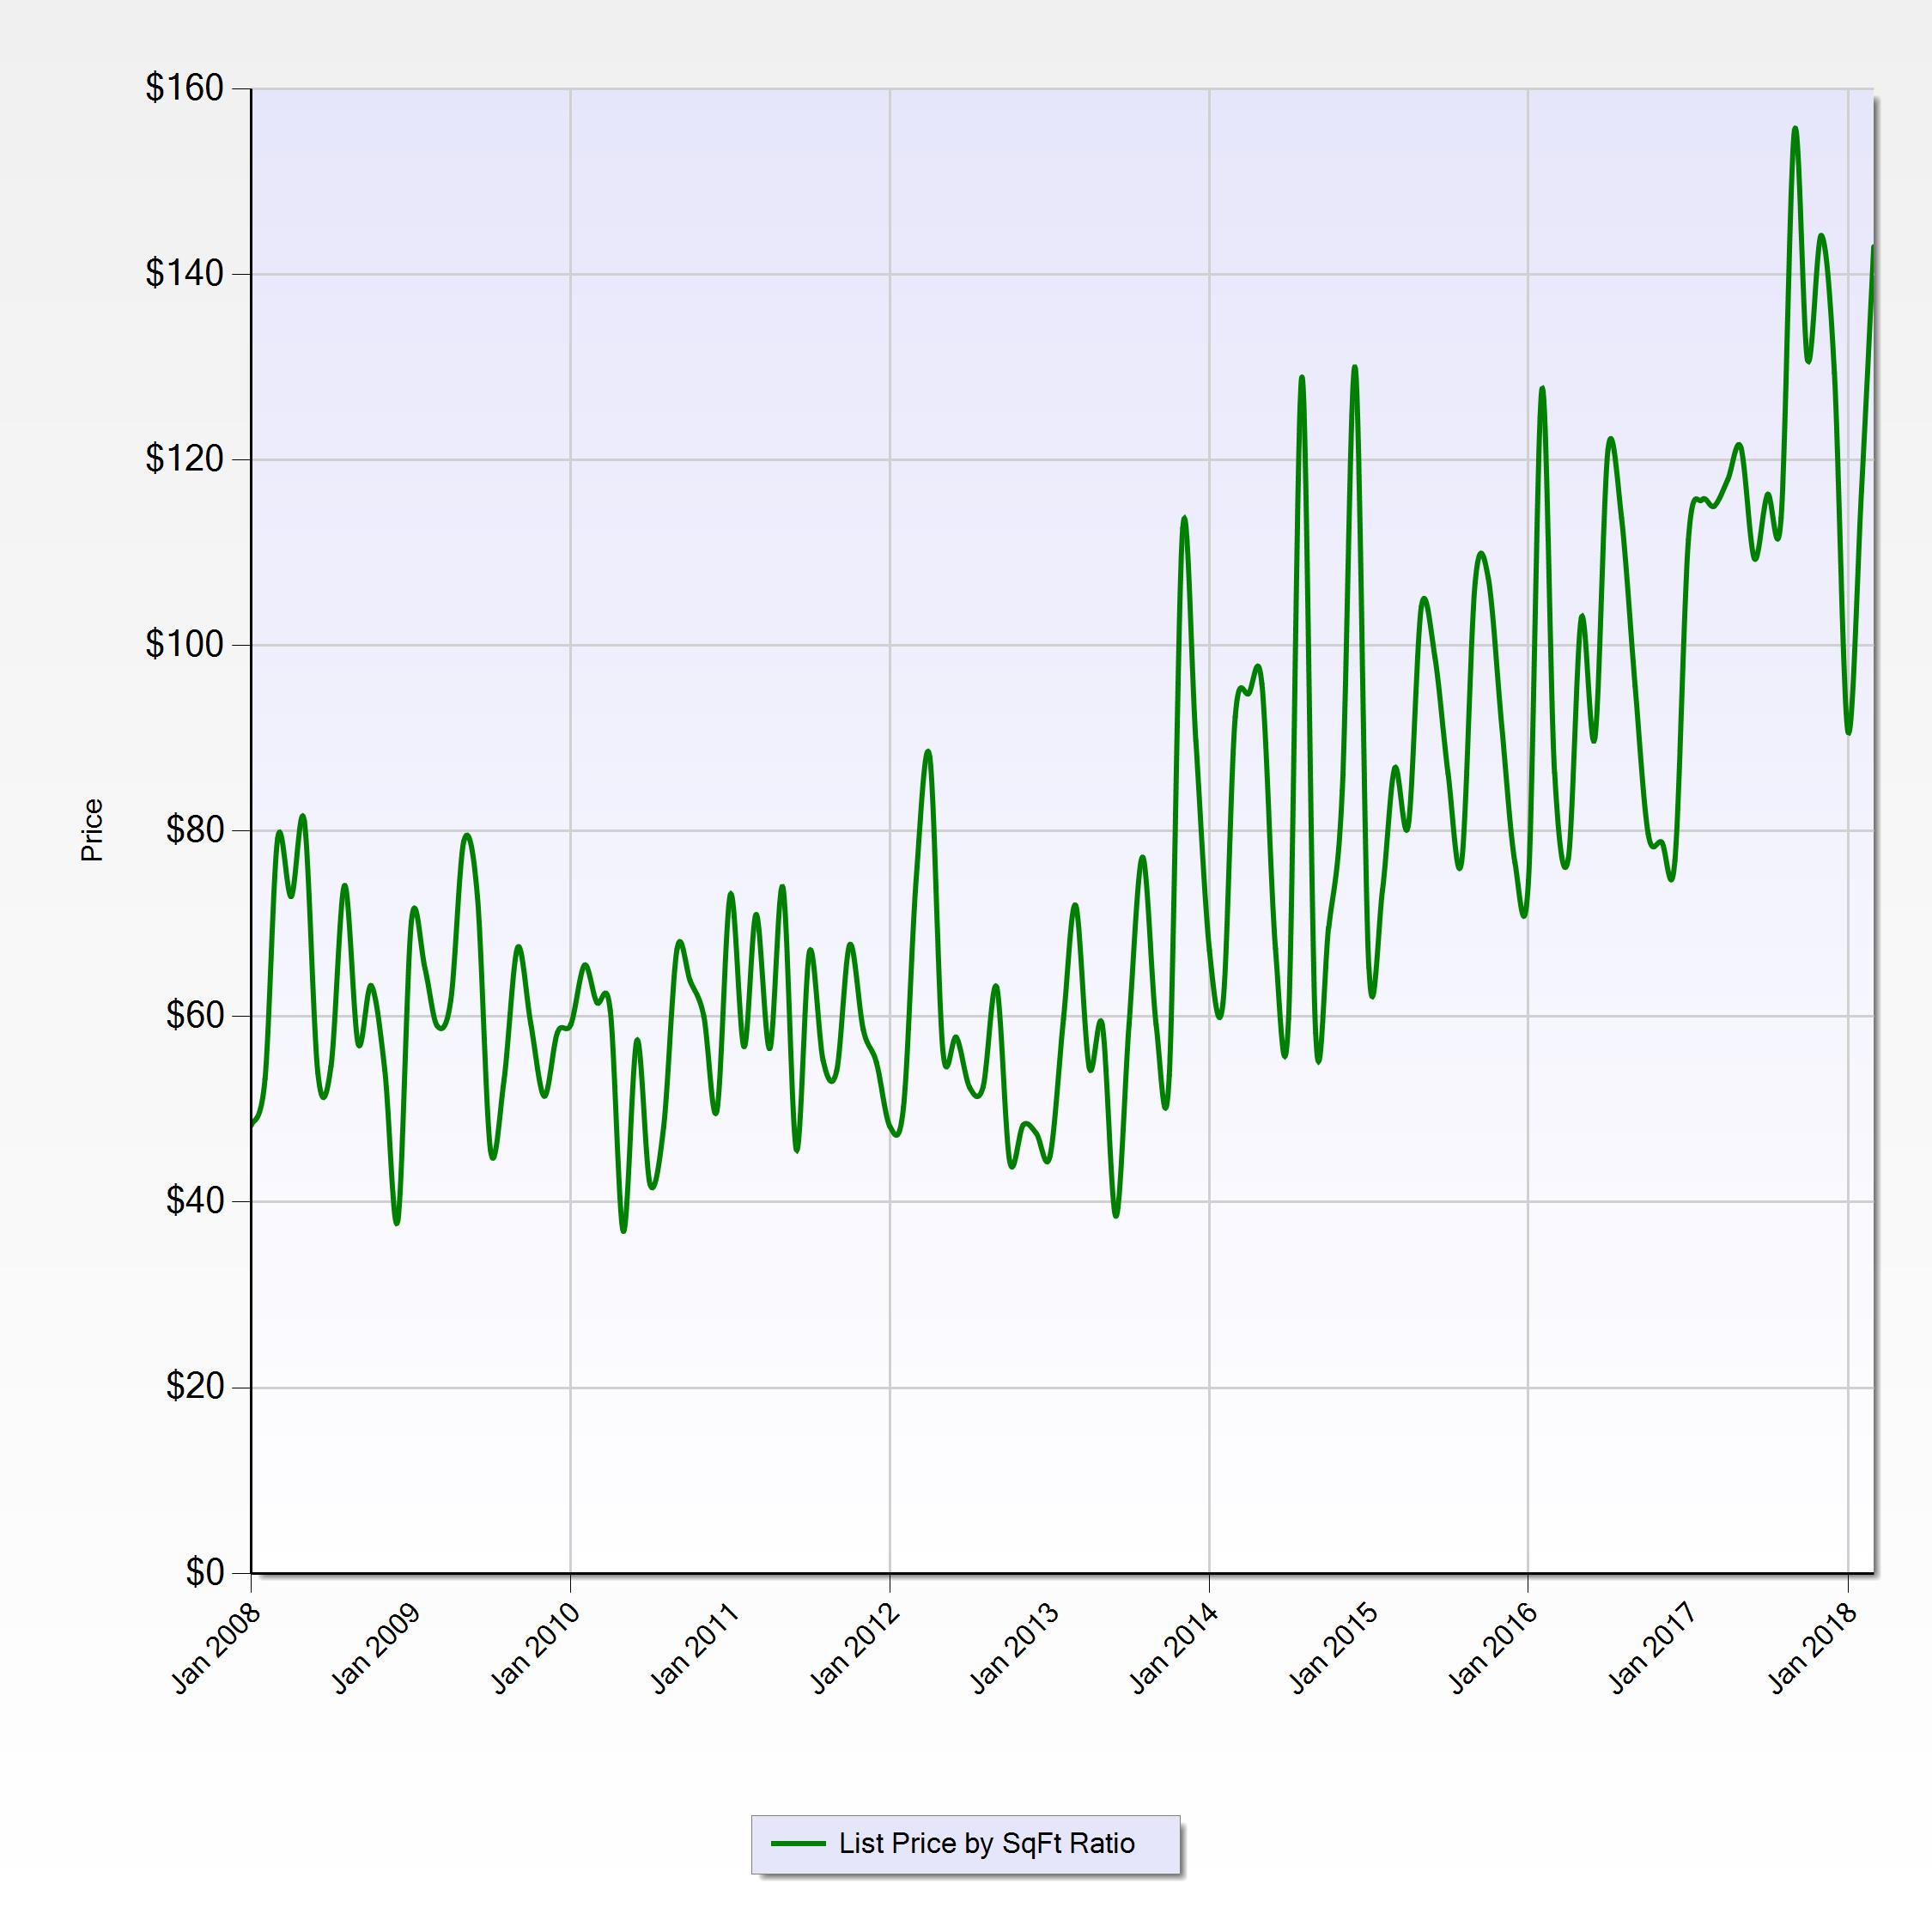 $160
$140
$120
$100
$80
$60
$40
$20
$0
Price
Jan 2008
Jan 2009
Jan 2010
Jan 2011
Jan 2012
Jan 2013
Jan 2014
Jan 2015
Jan 2016
Jan 2017
Jan 2018
List Price by SqFt Ratio